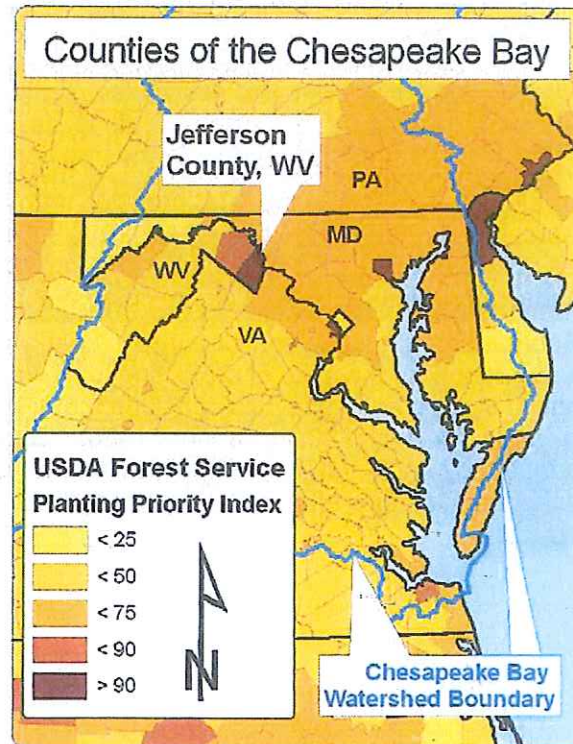 Counties of the Chesapeake Bay
Jefferson
County, WV
PA
MD
WV
VA
USDA Forest Service
Planting Priority Index
< 25
< 50
< 75
< 90
> 90
N
Chesapeake Bay
Watershed Boundary